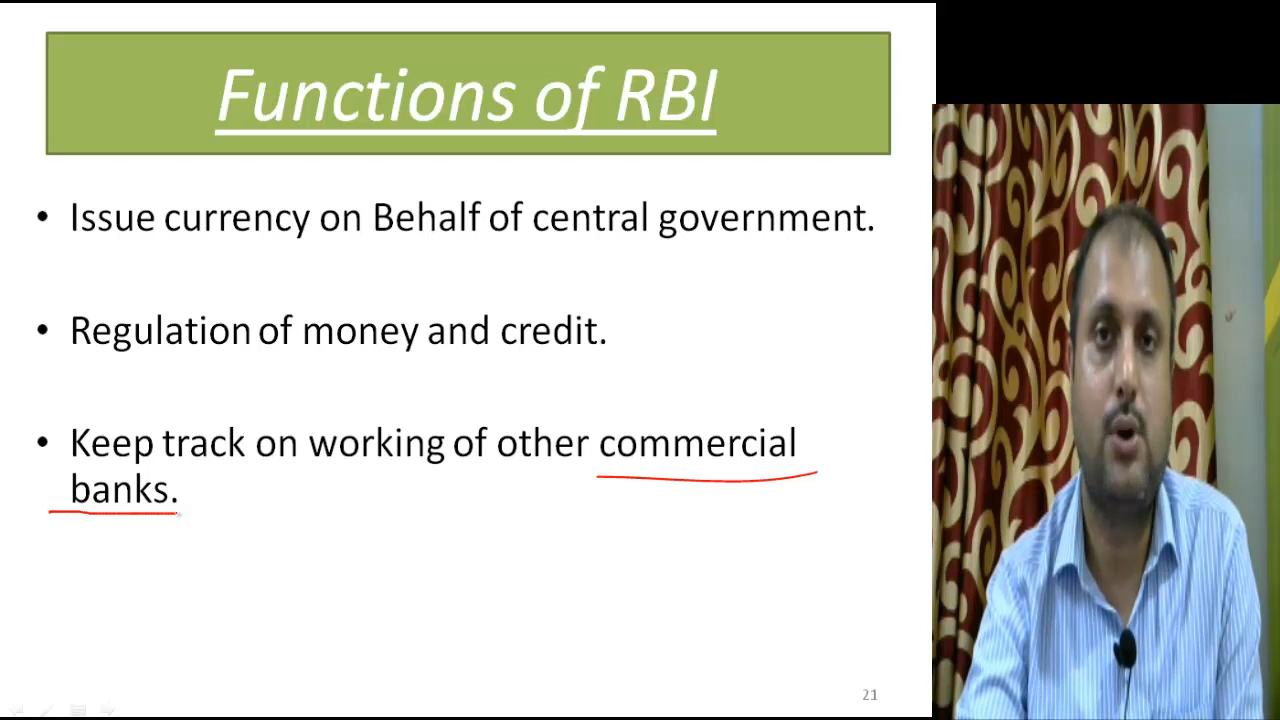 Functions of RBI
• Issue currency on Behalf of central government.
• Regulation of money and credit.
• Keep track on working of other commercial
banks.
21